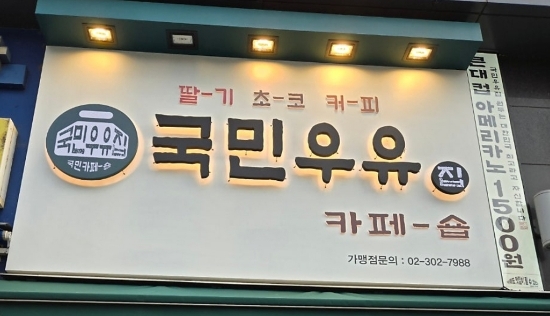 딸-기 초-코 커-피
국민우유집
국민카페-숍
국민우유집
카페-숍
가맹점문의 : 02-302-7988
큰대컵 아메리카노 1500원